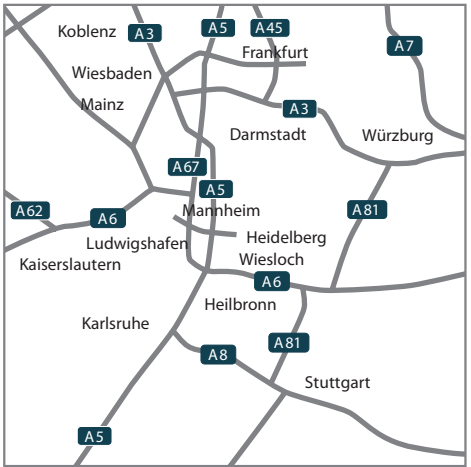 Koblenz
A3
A5
A45
A7
Frankfurt
Wiesbaden
Mainz
A3
Darmstadt
Würzburg
A67
A5
A62
A6
Mannheim
A81
Ludwigshafen
Heidelberg
Kaiserslautern
Wiesloch
A6
Heilbronn
Karlsruhe
A8
A81
Stuttgart
A5